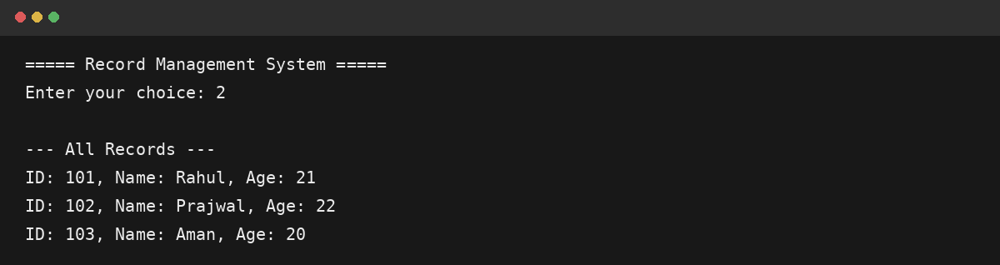 ===== Record Management System =====
Enter your choice: 2
--- All Records ---
ID: 101, Name: Rahul, Age: 21
ID: 102, Name: Prajwal, Age: 22
ID: 103, Name: Aman, Age: 20